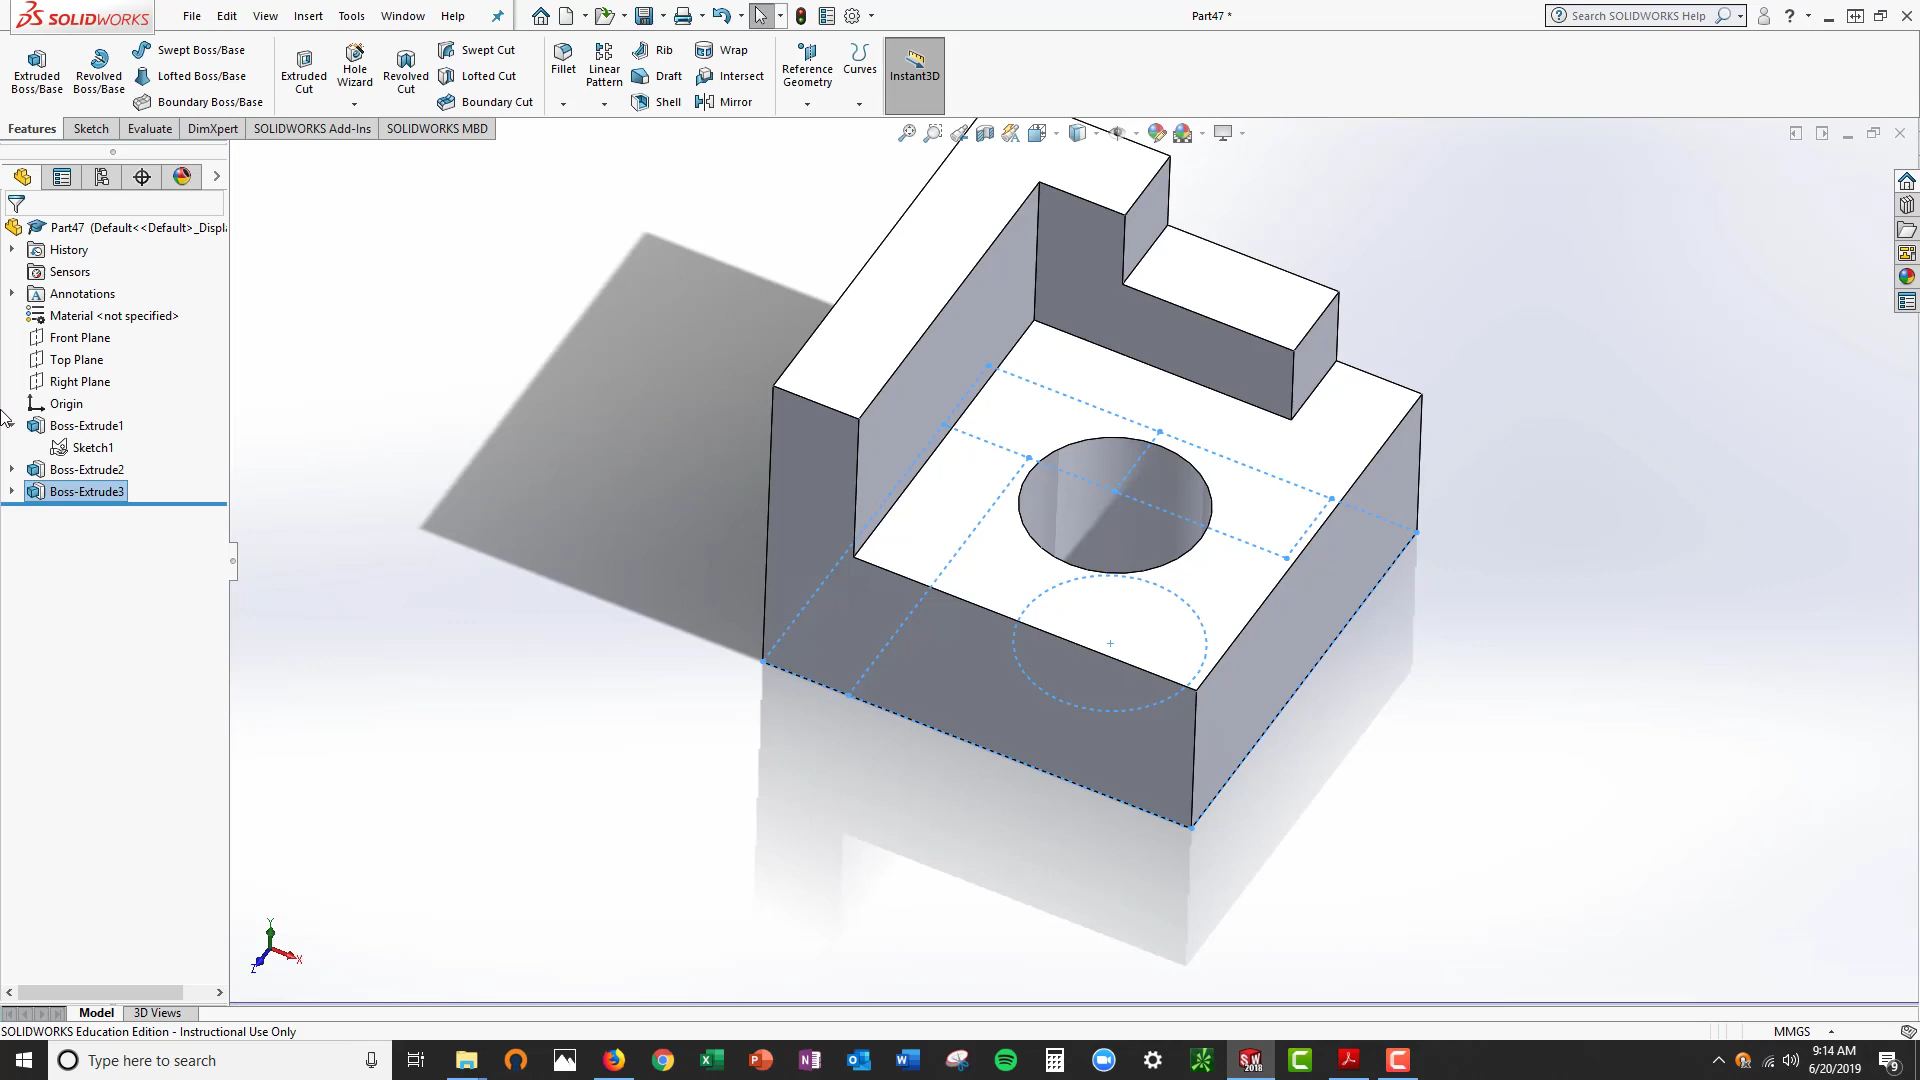 SOLIDWORKS File Edit View Insert Tools Window Help Part47 * Search SOLIDWORKS Help
Extruded Boss/Base
Revolved Boss/Base
Swept Boss/Base
Lofted Boss/Base
Boundary Boss/Base
Extruded Cut
Hole Wizard
Revolved Cut
Swept Cut
Lofted Cut
Boundary Cut
Fillet
Linear Pattern
Rib
Draft
Shell
Wrap
Intersect
Mirror
Reference Geometry
Curves
Instant3D
Features Sketch Evaluate DimXpert SOLIDWORKS Add-Ins SOLIDWORKS MBD
Part47 (Default<<Default>_Displ
History
Sensors
Annotations
Material <not specified>
Front Plane
Top Plane
Right Plane
Origin
Boss-Extrude1
Sketch1
Boss-Extrude2
Boss-Extrude3
Y
X
Z
Model 3D Views
SOLIDWORKS Education Edition - Instructional Use Only MMGS
Type here to search
9:14 AM
6/20/2019